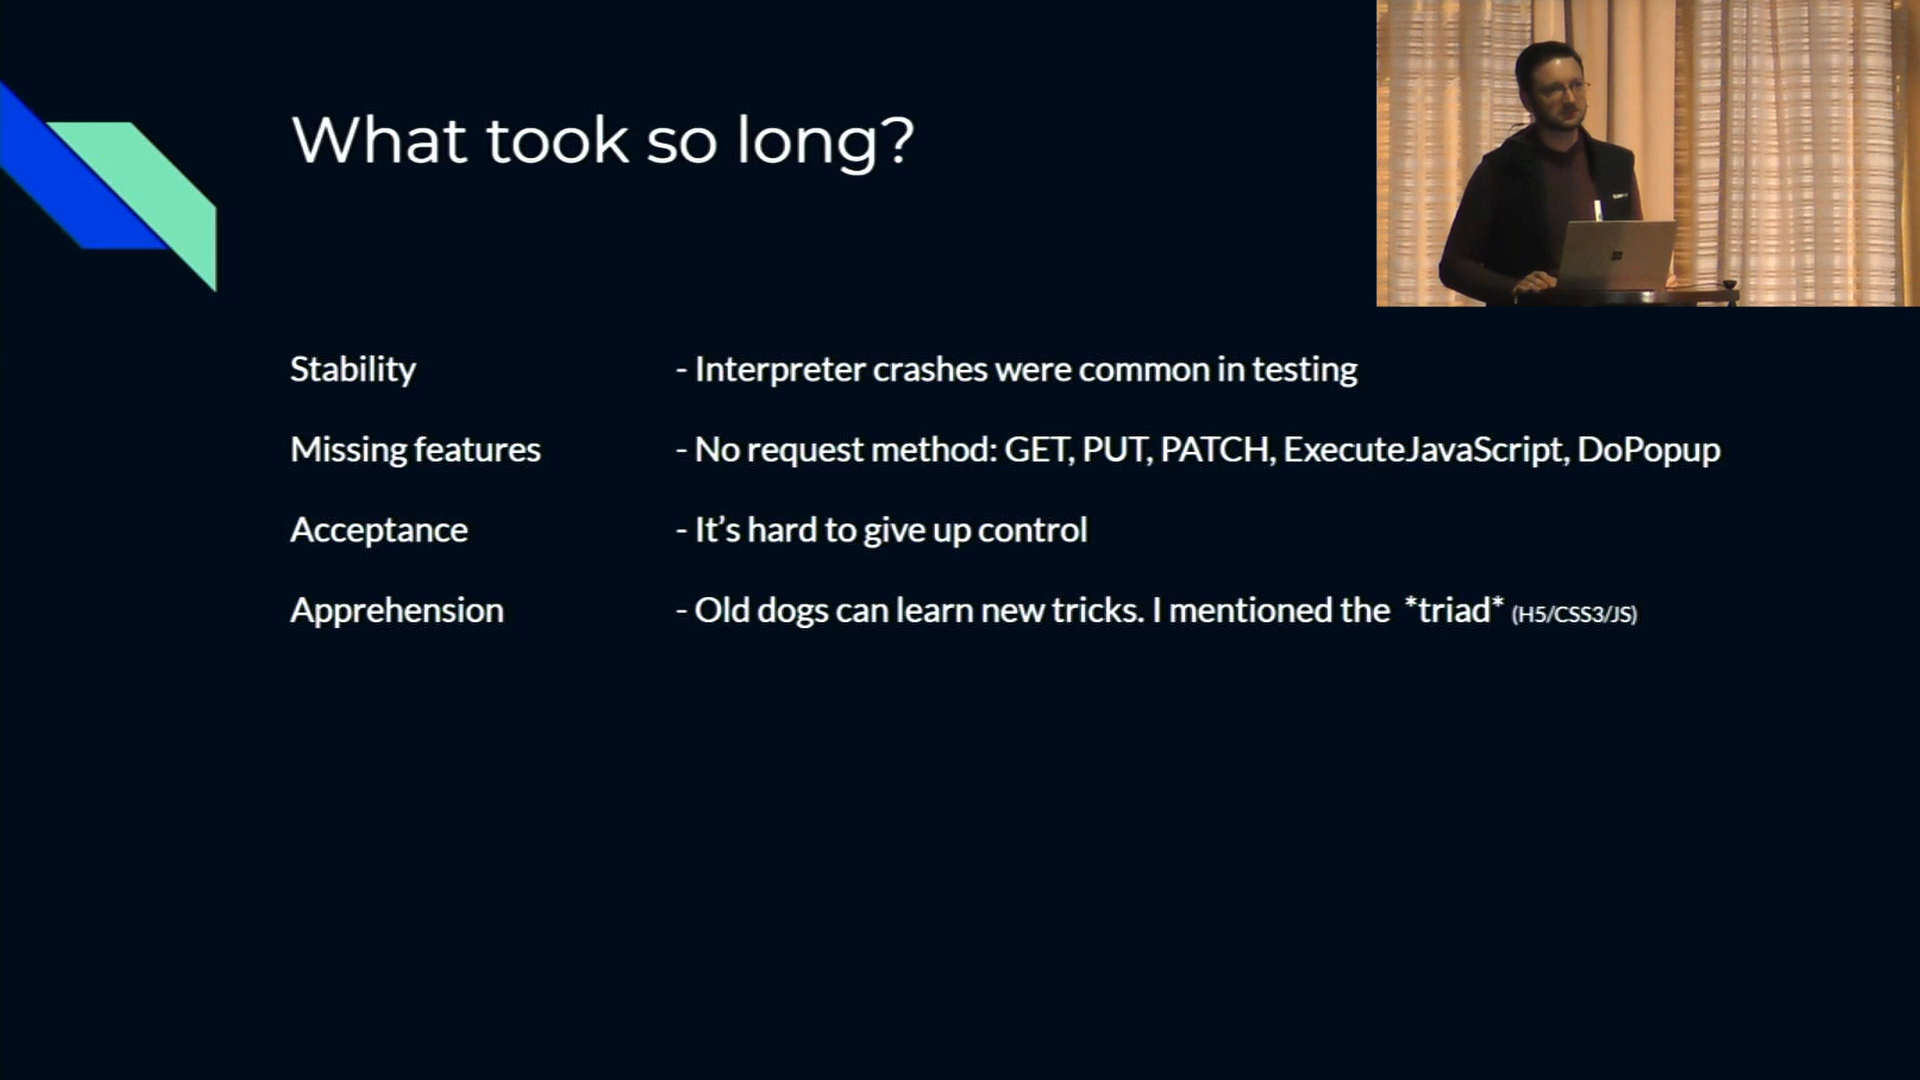 What took so long?
Stability - Interpreter crashes were common in testing
Missing features - No request method: GET, PUT, PATCH, ExecuteJavaScript, DoPopup
Acceptance - It's hard to give up control
Apprehension - Old dogs can learn new tricks. I mentioned the *triad* (H5/CSS3/JS)